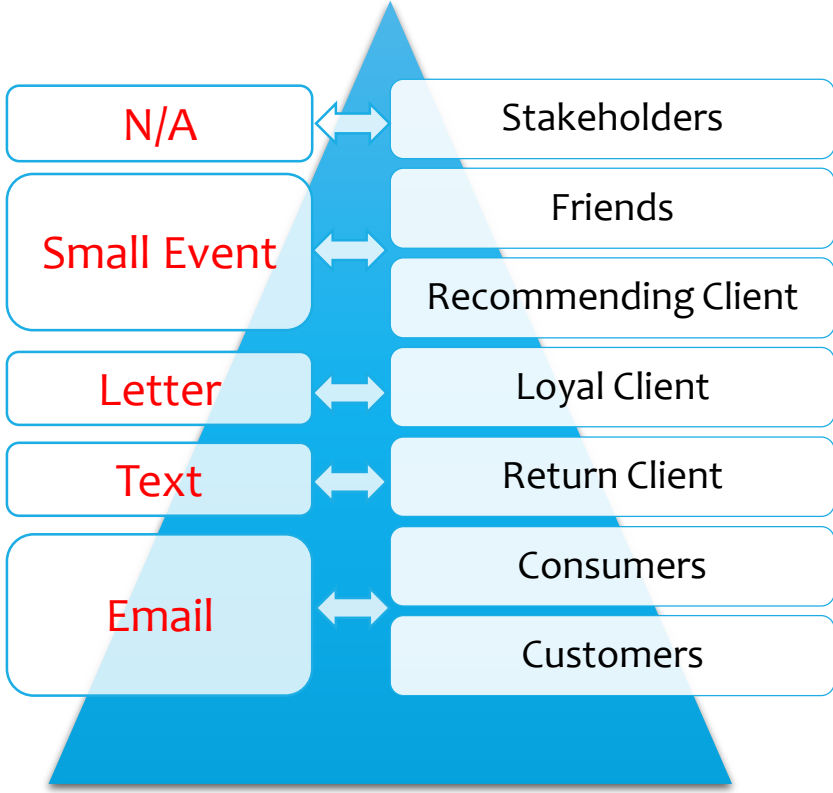 N/A
Stakeholders
Small Event
Friends
Recommending Client
Letter
Loyal Client
Text
Return Client
Email
Consumers
Customers